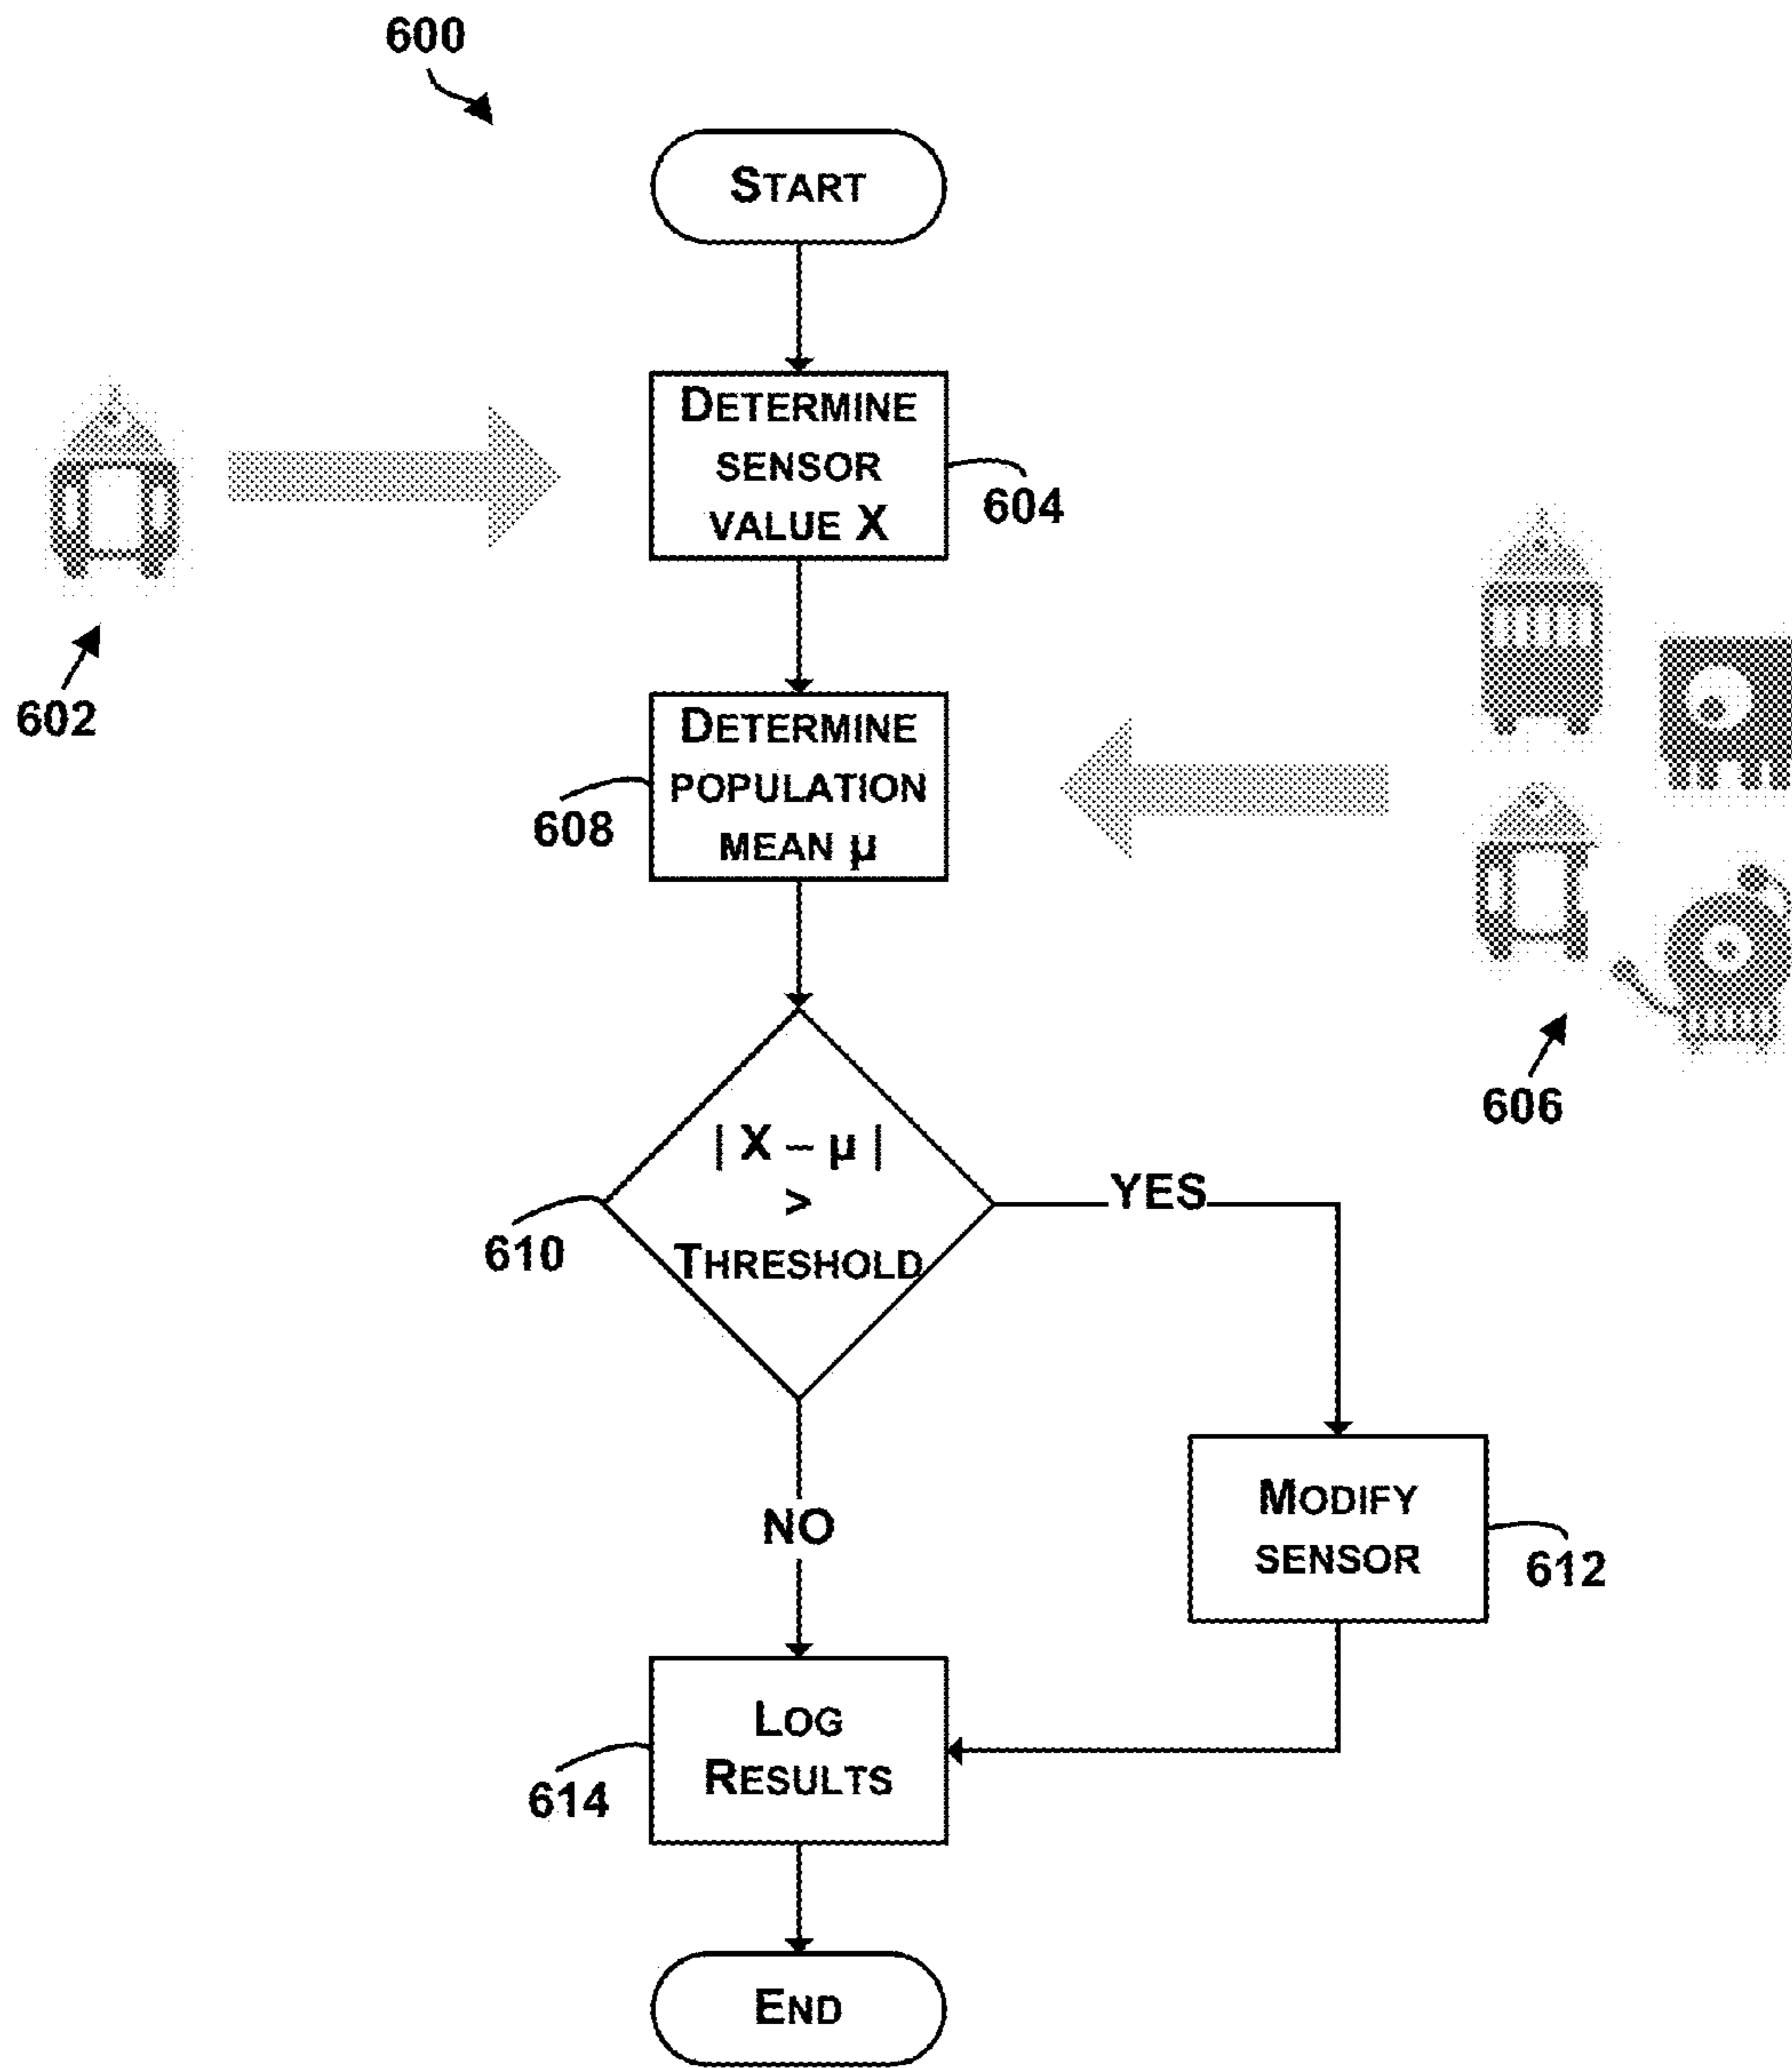 600
START
DETERMINE
SENSOR
VALUE X
604
602
DETERMINE
POPULATION
MEAN µ
608
606
| X – µ |
>
THRESHOLD
610
YES
NO
MODIFY
SENSOR
612
LOG
RESULTS
614
END